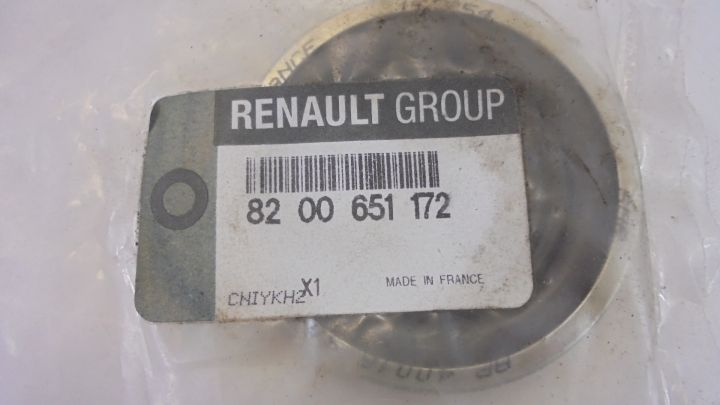 RENAULT GROUP
82 00 651 172
CNIYKH2
X1
MADE IN FRANCE